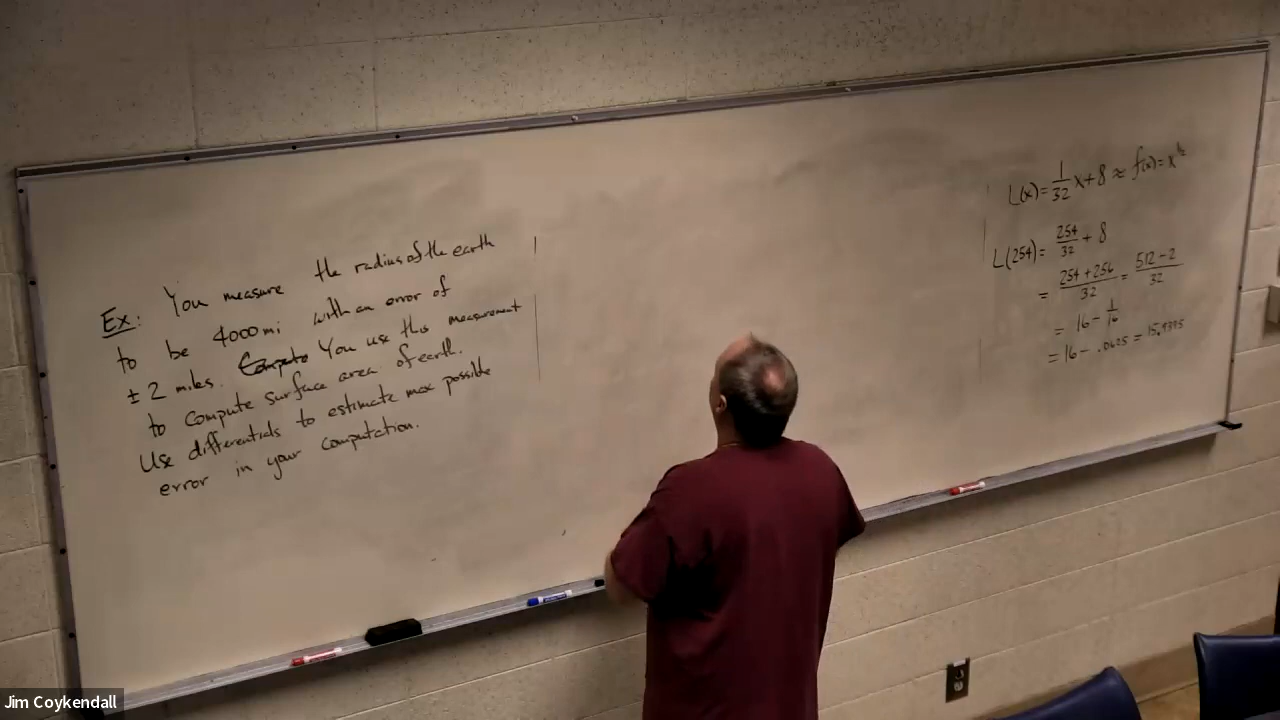 Ex: You measure the radius of the earth
to be 4000 mi with an error of
± 2 miles. Compute You use this measurement
to compute surface area of earth.
Use differentials to estimate max possible
error in your computation.
L(x) = 1/32 x + 8 ≈ f(x) = x^1/2
L(254) = 254/32 + 8
= 254 + 256/32 = 512 - 2/32
= 16 - 1/16
= 16 - .0625 = 15.9375
Jim Coykendall